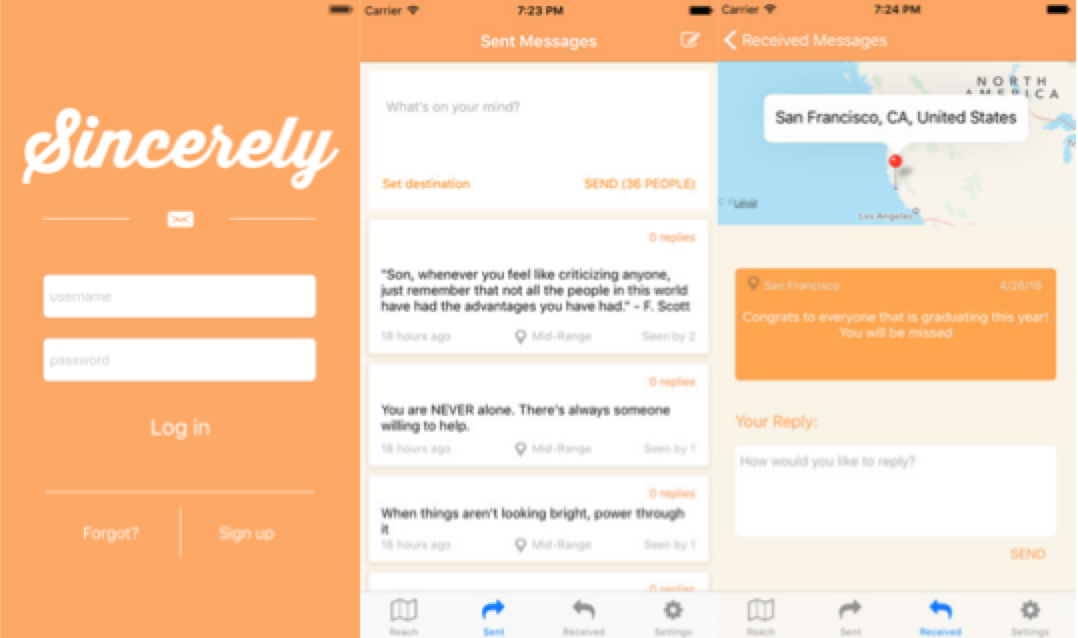 Sincerely
username
password
Log in
Forgot?
Sign up
Carrier
7:23 PM
Sent Messages
What's on your mind?
Set destination
SEND (36 PEOPLE)
0 replies
"Son, whenever you feel like criticizing anyone,
just remember that not all the people in this world
have had the advantages you have had." - F. Scott
18 hours ago
Mid-Range
Seen by 2
0 replies
You are NEVER alone. There's always someone
willing to help.
18 hours ago
Mid-Range
Seen by 1
0 replies
When things aren't looking bright, power through
it
18 hours ago
Mid-Range
Seen by 1
0 replies
Reach
Sent
Received
Settings
Carrier
7:24 PM
Received Messages
NORTH
AMERICA
San Francisco, CA, United States
Los Angeles
Legal
San Francisco
4/26/16
Congrats to everyone that is graduating this year!
You will be missed
Your Reply:
How would you like to reply?
SEND
Reach
Sent
Received
Settings